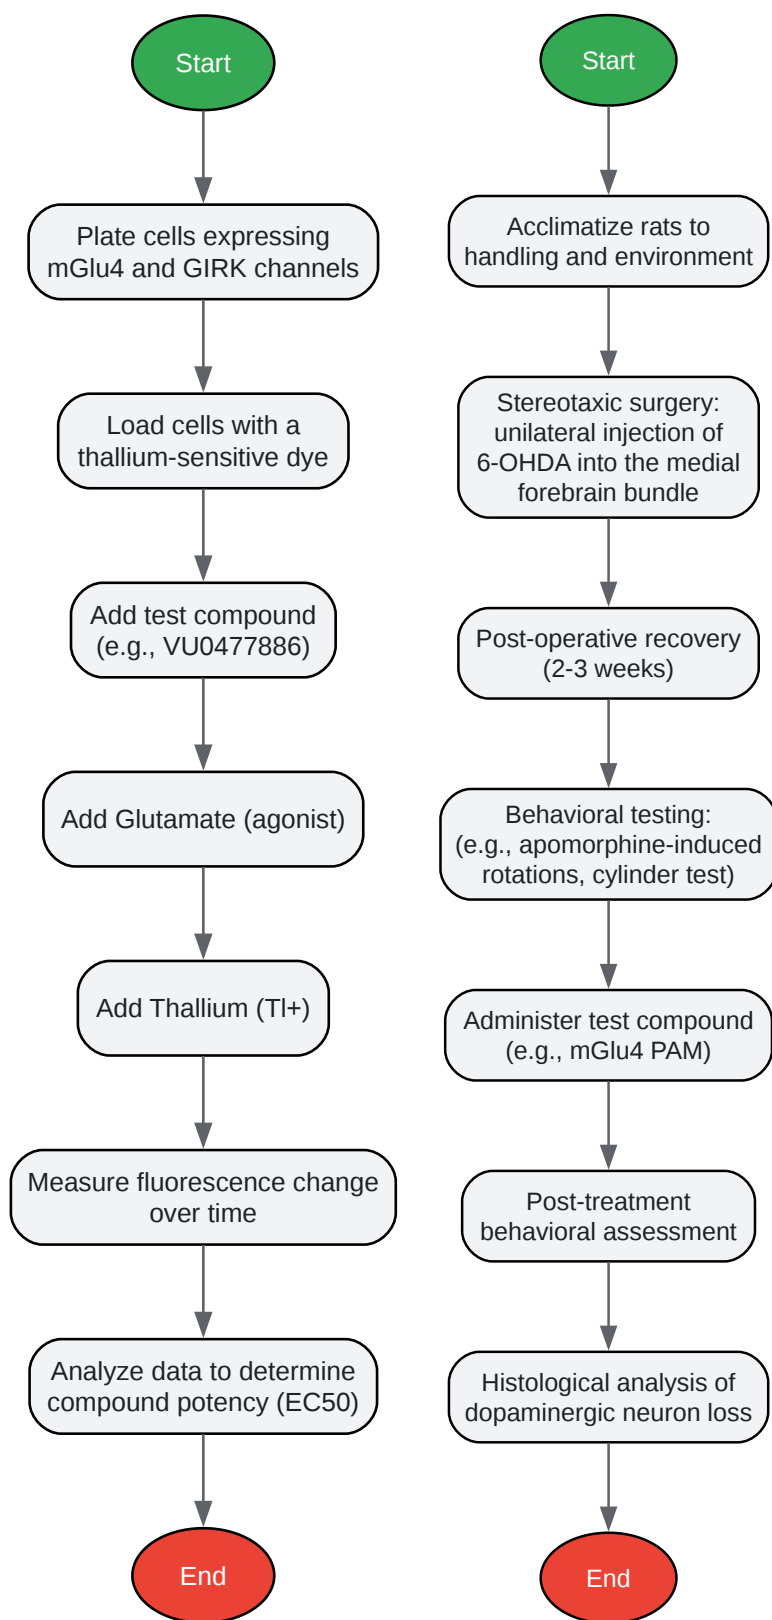 Start
Plate cells expressing
mGlu4 and GIRK channels
Load cells with a
thallium-sensitive dye
Add test compound
(e.g., VU0477886)
Add Glutamate (agonist)
Add Thallium (Tl+)
Measure fluorescence change
over time
Analyze data to determine
compound potency (EC50)
End
Start
Acclimatize rats to
handling and environment
Stereotaxic surgery:
unilateral injection of
6-OHDA into the medial
forebrain bundle
Post-operative recovery
(2-3 weeks)
Behavioral testing:
(e.g., apomorphine-induced
rotations, cylinder test)
Administer test compound
(e.g., mGlu4 PAM)
Post-treatment
behavioral assessment
Histological analysis of
dopaminergic neuron loss
End